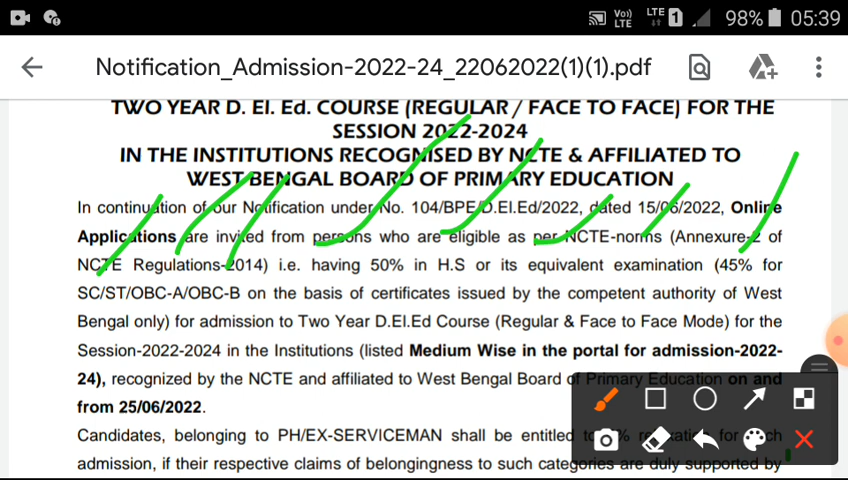 Vo)) LTE LTE 1 98% 05:39
Notification_Admission-2022-24_22062022(1)(1).pdf
TWO YEAR D. El. Ed. COURSE (REGULAR / FACE TO FACE) FOR THE
SESSION 2022-2024
IN THE INSTITUTIONS RECOGNISED BY NCTE & AFFILIATED TO
WEST BENGAL BOARD OF PRIMARY EDUCATION
In continuation of our Notification under No. 104/BPE/D.El.Ed/2022, dated 15/06/2022, Online
Applications are invited from persons who are eligible as per NCTE-norms (Annexure-2 of
NCTE Regulations-2014) i.e. having 50% in H.S or its equivalent examination (45% for
SC/ST/OBC-A/OBC-B on the basis of certificates issued by the competent authority of West
Bengal only) for admission to Two Year D.El.Ed Course (Regular & Face to Face Mode) for the
Session-2022-2024 in the Institutions (listed Medium Wise in the portal for admission-2022-
24), recognized by the NCTE and affiliated to West Bengal Board of Primary Education on and
from 25/06/2022.
Candidates, belonging to PH/EX-SERVICEMAN shall be entitled
admission, if their respective claims of belongingness to such categories are duly supported by